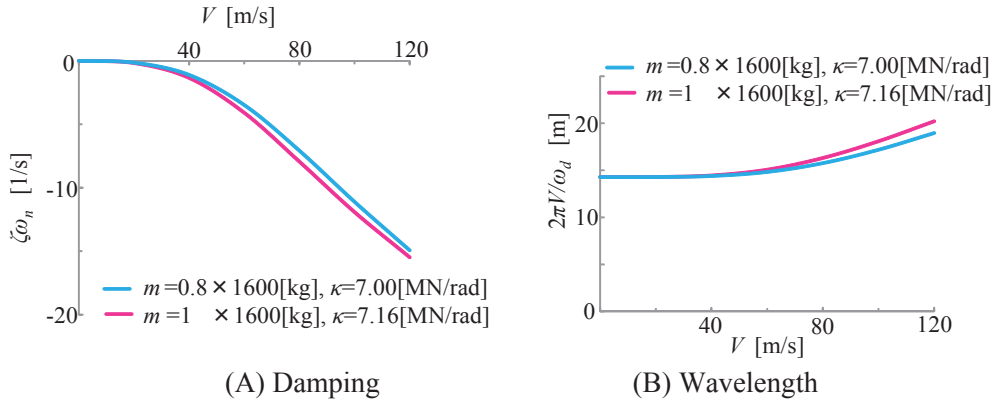 V [m/s]
0 40 80 120
-10
-20
ζωn [1/s]
m=0.8×1600[kg], κ=7.00[MN/rad]
m=1 ×1600[kg], κ=7.16[MN/rad]
(A) Damping
m=0.8×1600[kg], κ=7.00[MN/rad]
m=1 ×1600[kg], κ=7.16[MN/rad]
20
10
0
2πV/ωd [m]
40 80 120
V [m/s]
(B) Wavelength